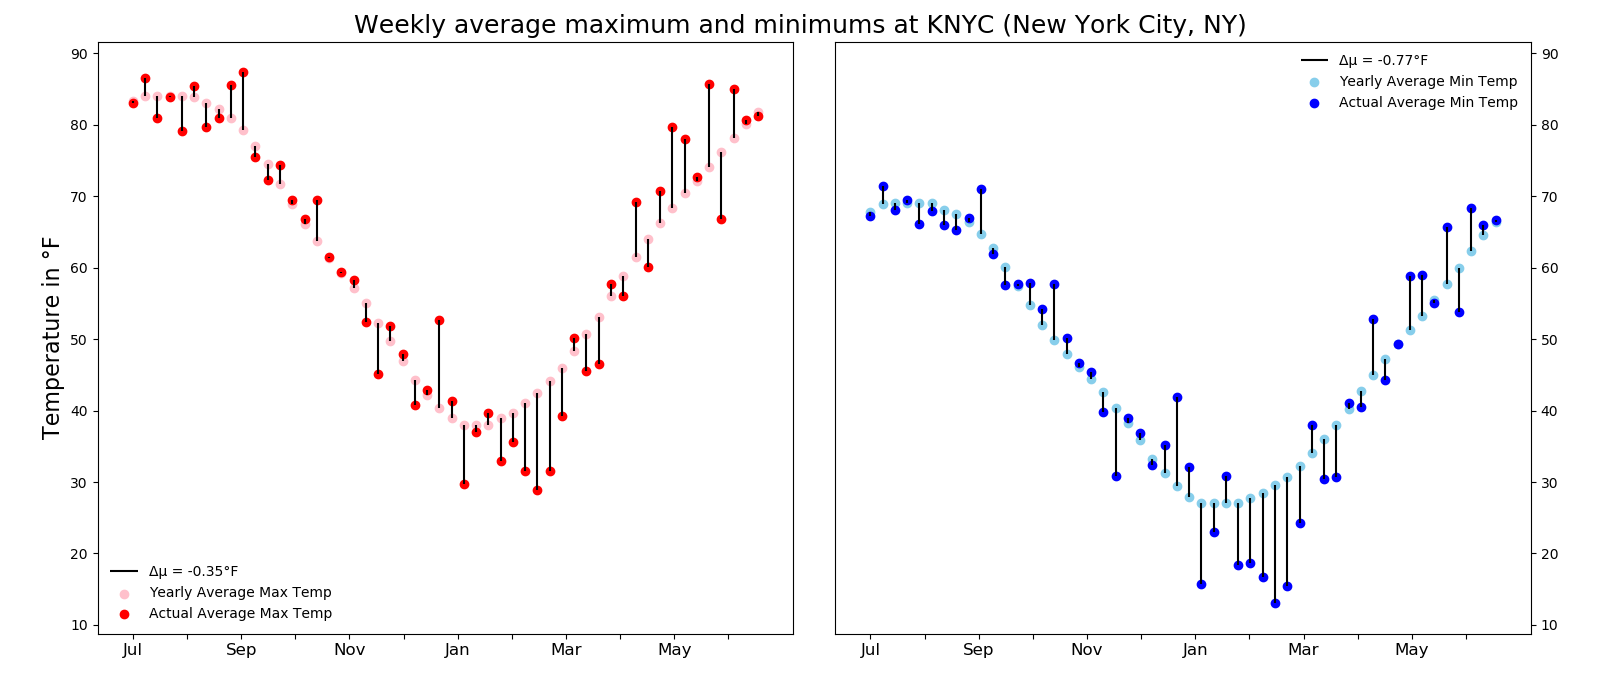 Weekly average maximum and minimums at KNYC (New York City, NY)
Temperature in °F
90
80
70
60
50
40
30
20
10
Δμ = -0.35°F
Yearly Average Max Temp
Actual Average Max Temp
Jul
Sep
Nov
Jan
Mar
May
Δμ = -0.77°F
Yearly Average Min Temp
Actual Average Min Temp
90
80
70
60
50
40
30
20
10
Jul
Sep
Nov
Jan
Mar
May